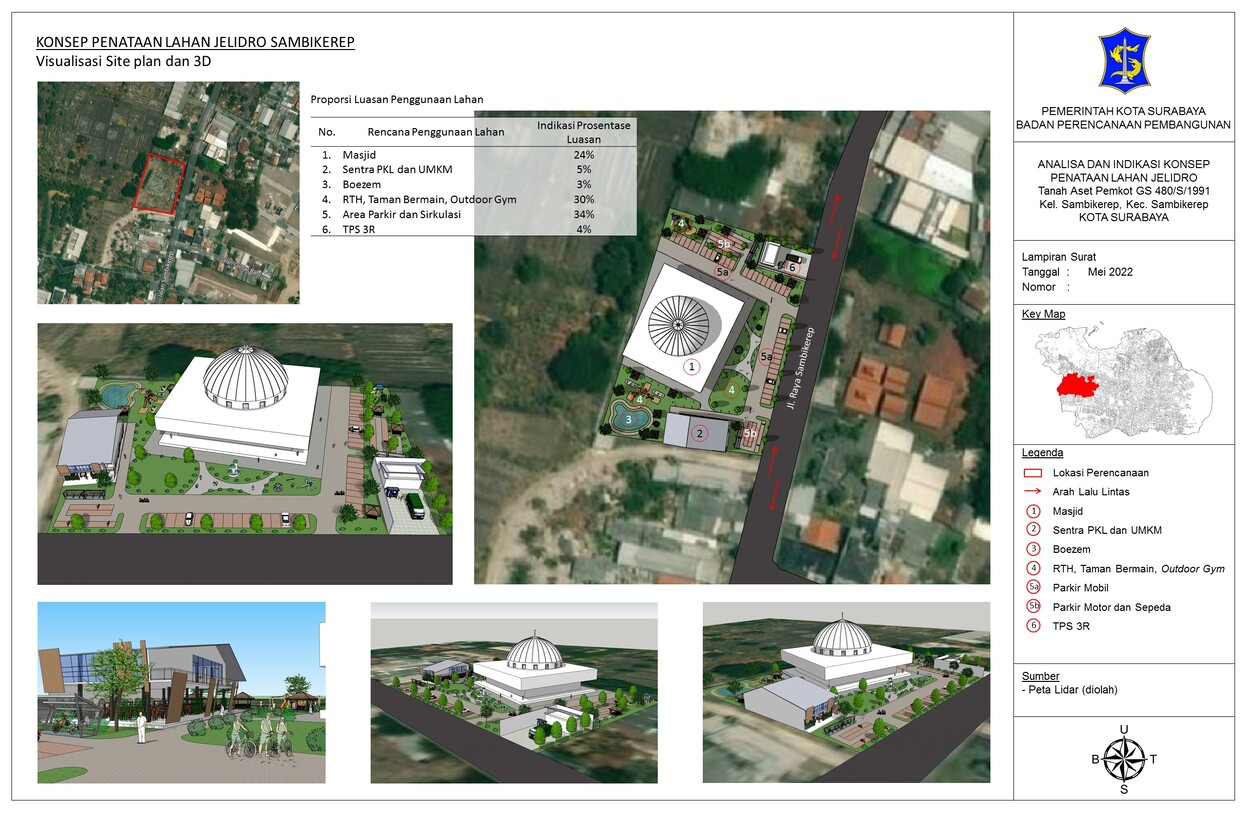 KONSEP PENATAAN LAHAN JELIDRO SAMBIKEREP
Visualisasi Site plan dan 3D
Proporsi Luasan Penggunaan Lahan
No. Rencana Penggunaan Lahan Indikasi Prosentase
Luasan
1. Masjid 24%
2. Sentra PKL dan UMKM 5%
3. Boezem 3%
4. RTH, Taman Bermain, Outdoor Gym 30%
5. Area Parkir dan Sirkulasi 34%
6. TPS 3R 4%
4
5b
6
5a
1
5a
4
4
3
2
5b
Jl. Raya Sambikerep
PEMERINTAH KOTA SURABAYA
BADAN PERENCANAAN PEMBANGUNAN
ANALISA DAN INDIKASI KONSEP
PENATAAN LAHAN JELIDRO
Tanah Aset Pemkot GS 480/S/1991
Kel. Sambikerep, Kec. Sambikerep
KOTA SURABAYA
Lampiran Surat
Tanggal : Mei 2022
Nomor :
Key Map
Legenda
Lokasi Perencanaan
Arah Lalu Lintas
1 Masjid
2 Sentra PKL dan UMKM
3 Boezem
4 RTH, Taman Bermain, Outdoor Gym
5a Parkir Mobil
5b Parkir Motor dan Sepeda
6 TPS 3R
Sumber
- Peta Lidar (diolah)
U
B T
S